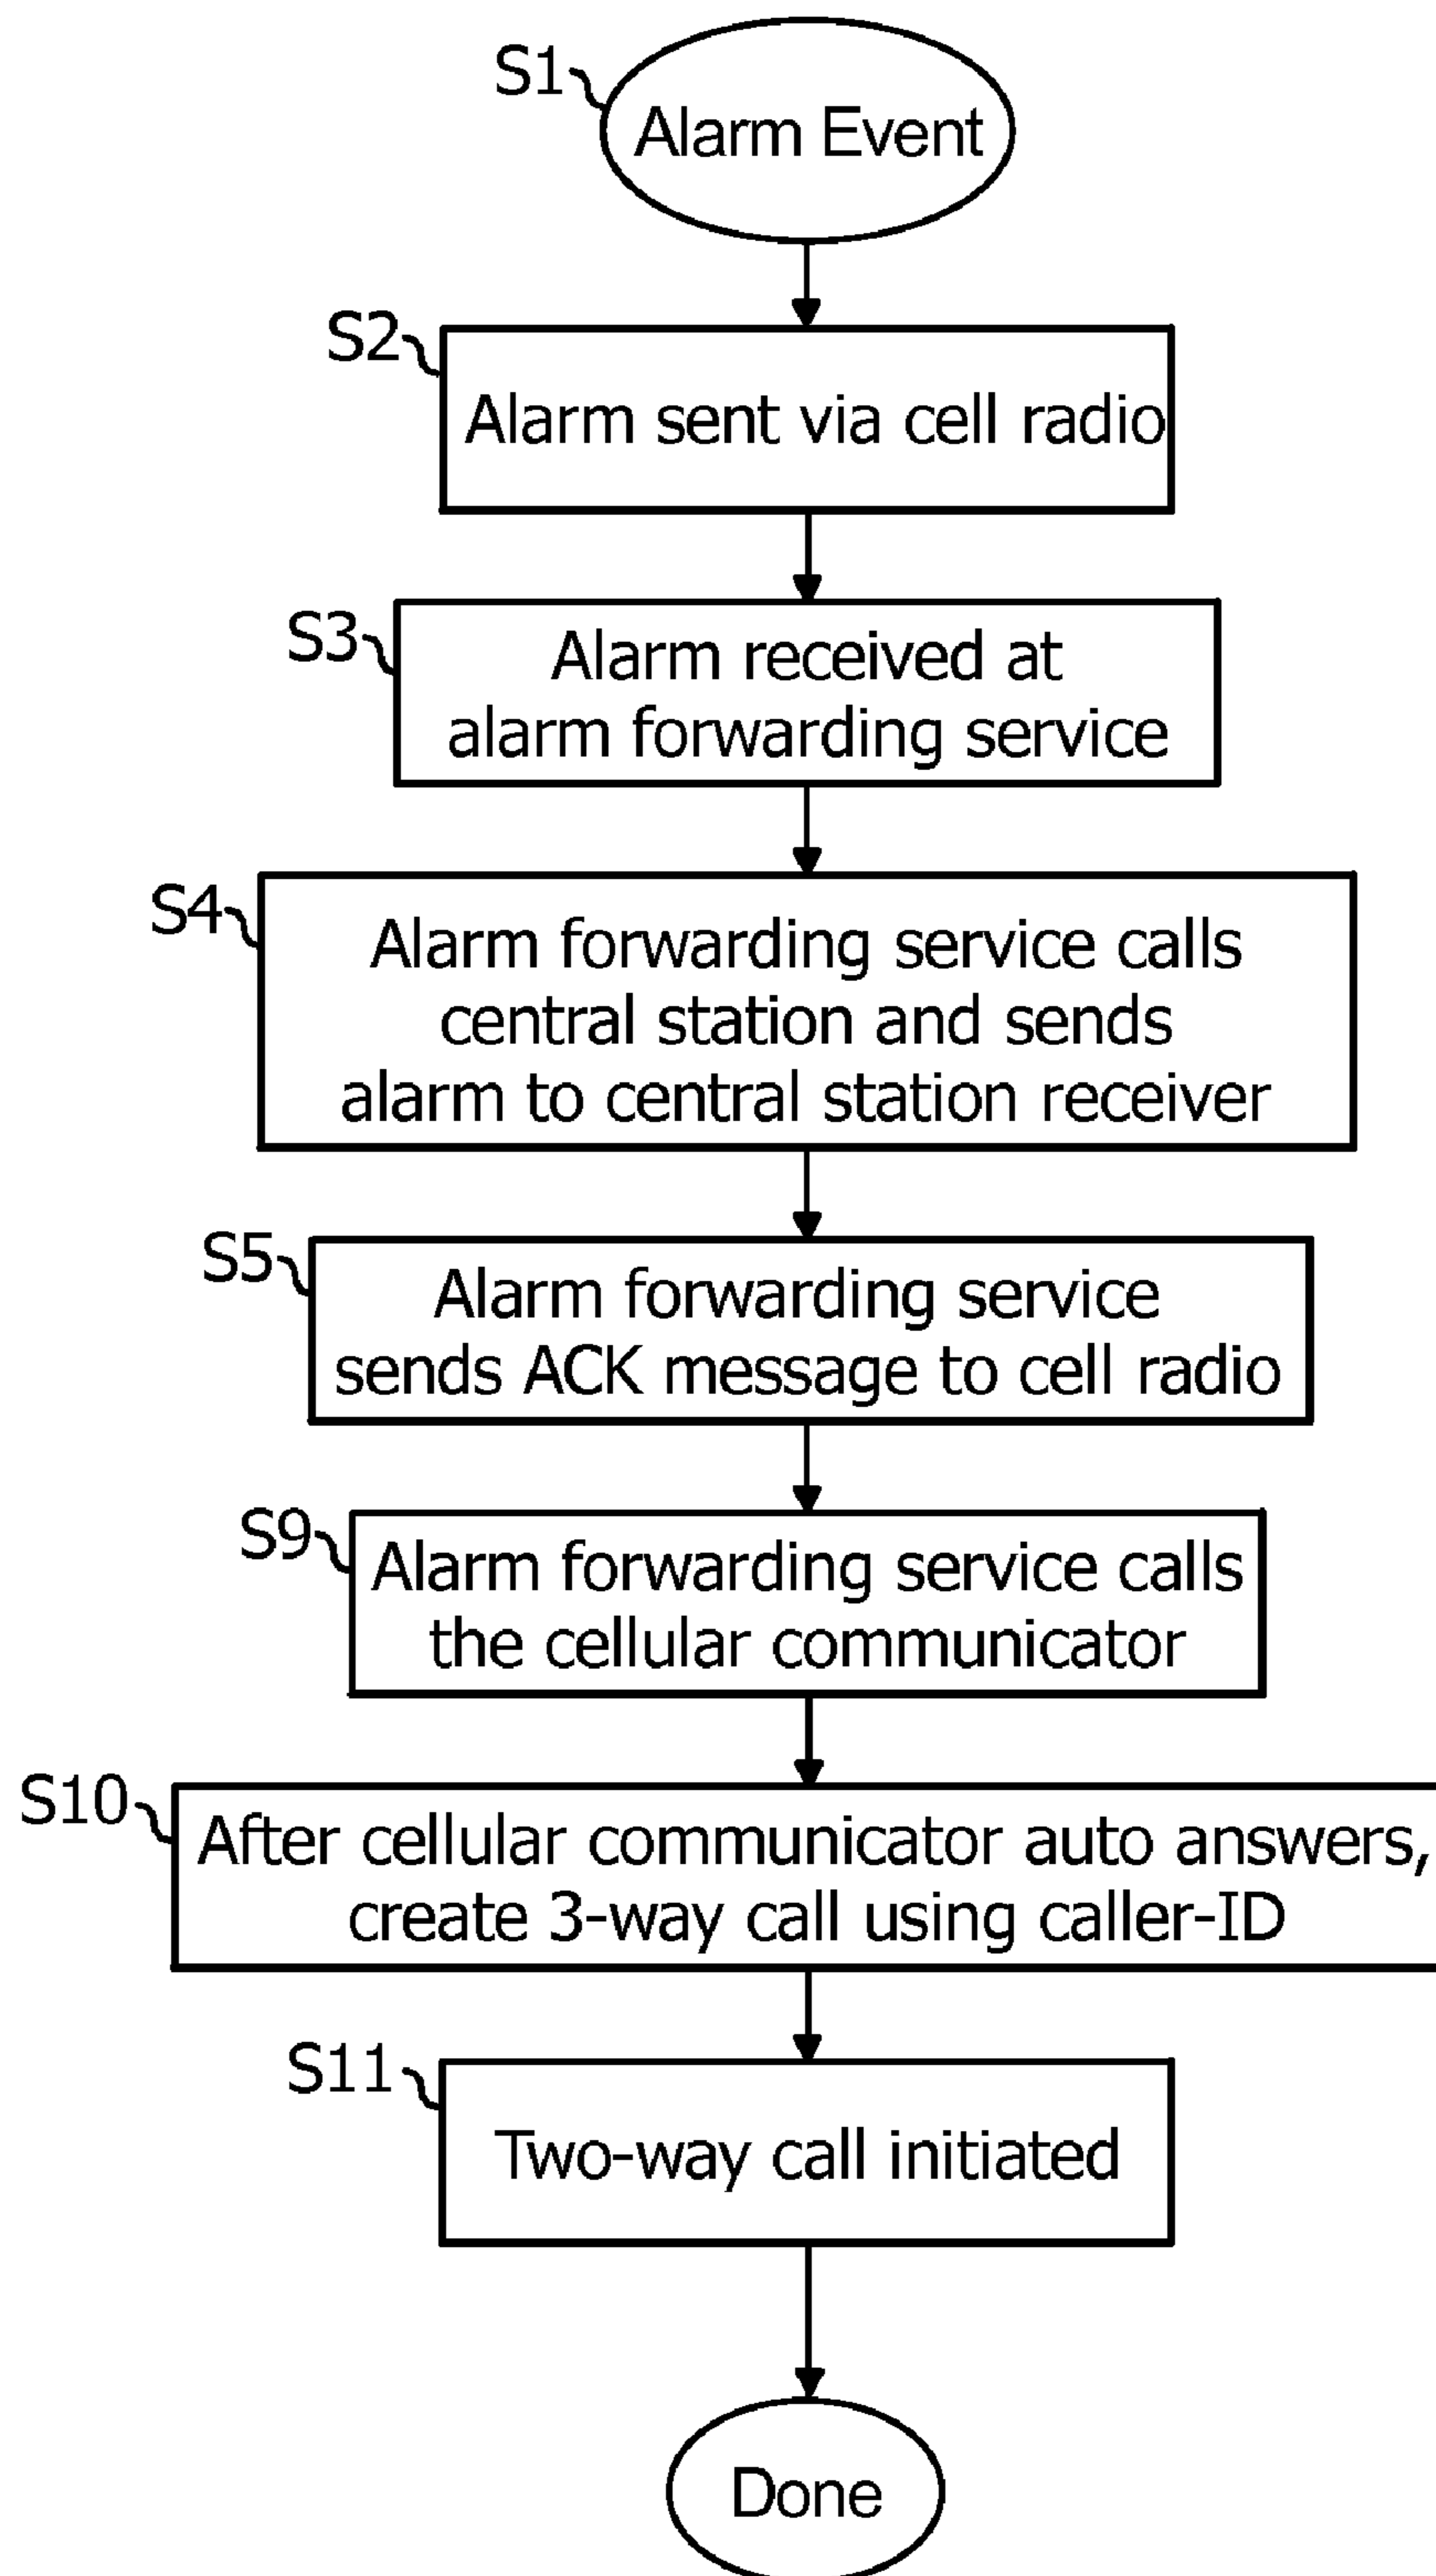 S1
Alarm Event
S2
Alarm sent via cell radio
S3
Alarm received at
alarm forwarding service
S4
Alarm forwarding service calls
central station and sends
alarm to central station receiver
S5
Alarm forwarding service
sends ACK message to cell radio
S9
Alarm forwarding service calls
the cellular communicator
S10
After cellular communicator auto answers,
create 3-way call using caller-ID
S11
Two-way call initiated
Done